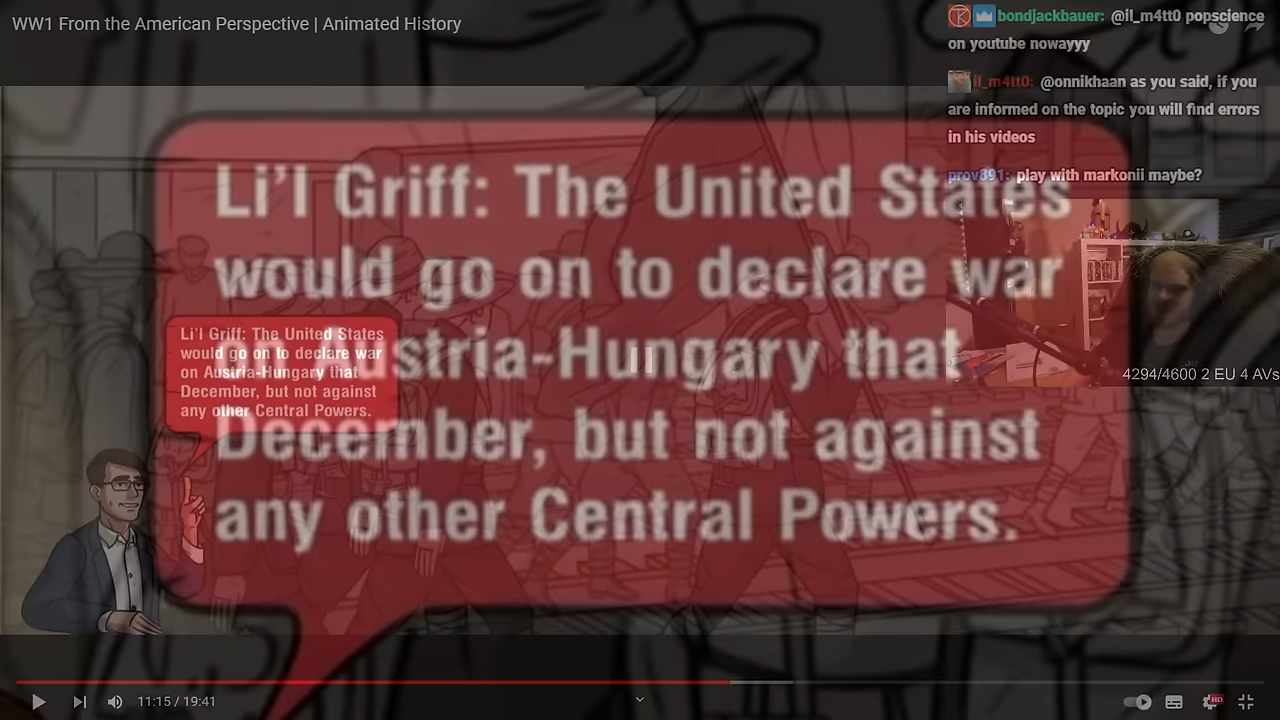 WW1 From the American Perspective | Animated History
bondjackbauer: @il_m4tt0 popscience
on youtube nowayyy
il_m4tt0: @onnikhaan as you said, if you
are informed on the topic you will find errors
in his videos
prov391: play with markonii maybe?
Li'l Griff: The United States
would go on to declare war
on Austria-Hungary that
December, but not against
any other Central Powers.
Li'l Griff: The United States
would go on to declare war
on Austria-Hungary that
December, but not against
any other Central Powers.
4294/4600 2 EU 4 AVs
11:15 / 19:41
HD